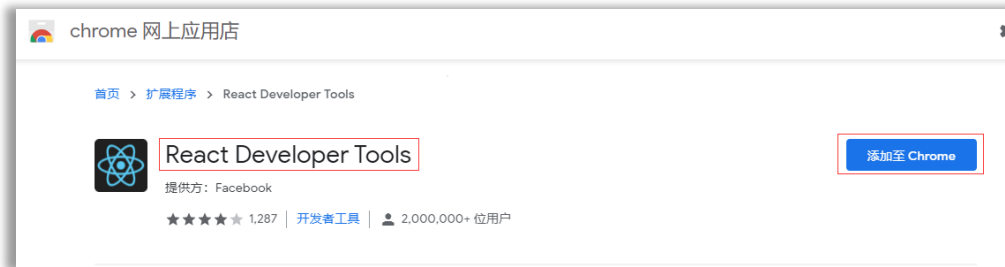 chrome 网上应用店
首页 > 扩展程序 > React Developer Tools
React Developer Tools
添加至 Chrome
提供方：Facebook
1,287 | 开发者工具 | 2,000,000+ 位用户